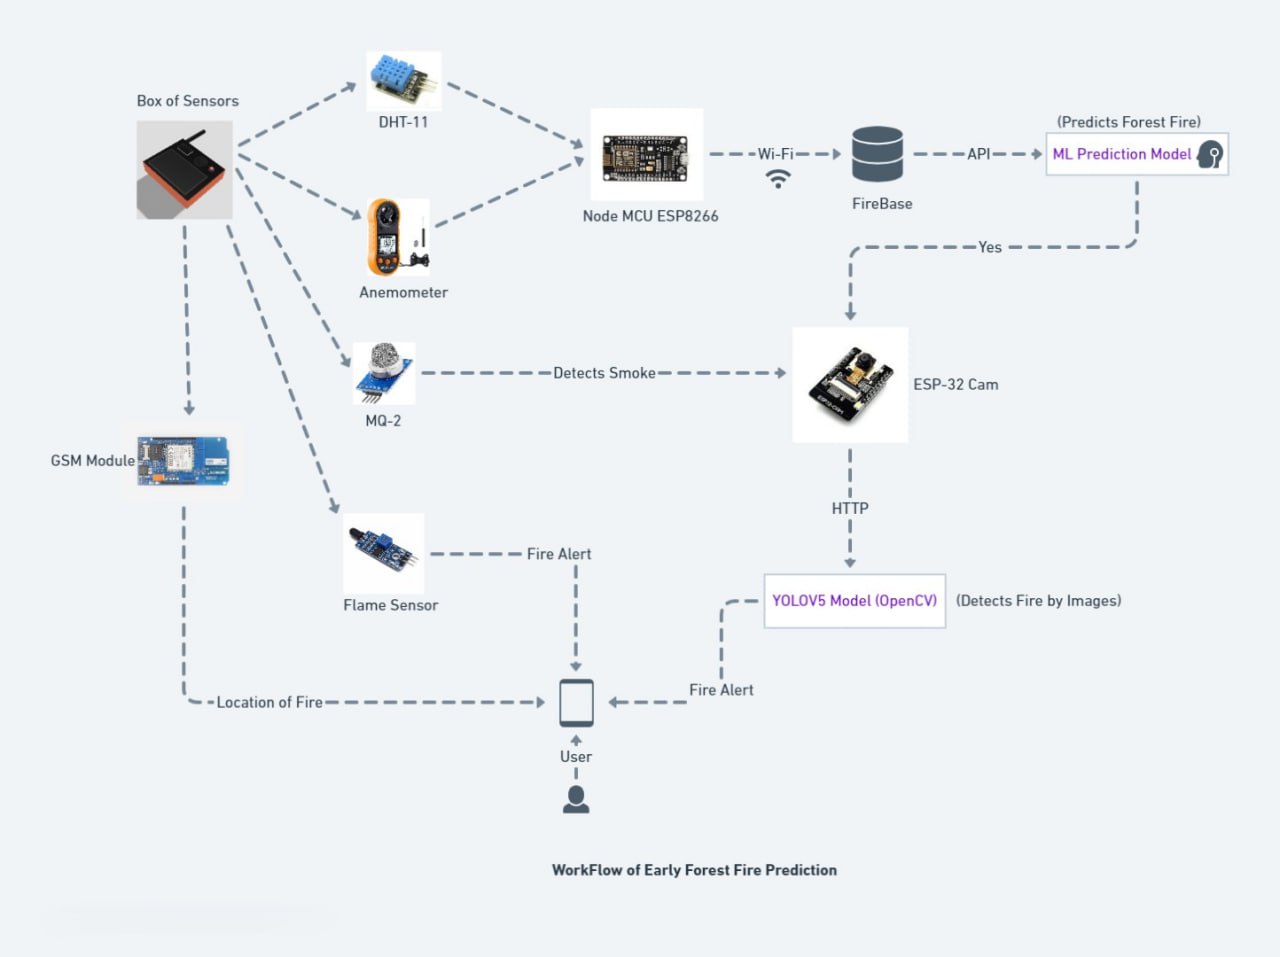 Box of Sensors
DHT-11
Anemometer
MQ-2
GSM Module
Flame Sensor
Node MCU ESP8266
Wi-Fi
FireBase
API
(Predicts Forest Fire)
ML Prediction Model
Yes
Detects Smoke
ESP-32 Cam
ESP32-CAM
HTTP
YOLOV5 Model (OpenCV)
(Detects Fire by Images)
Fire Alert
Fire Alert
Location of Fire
User
WorkFlow of Early Forest Fire Prediction